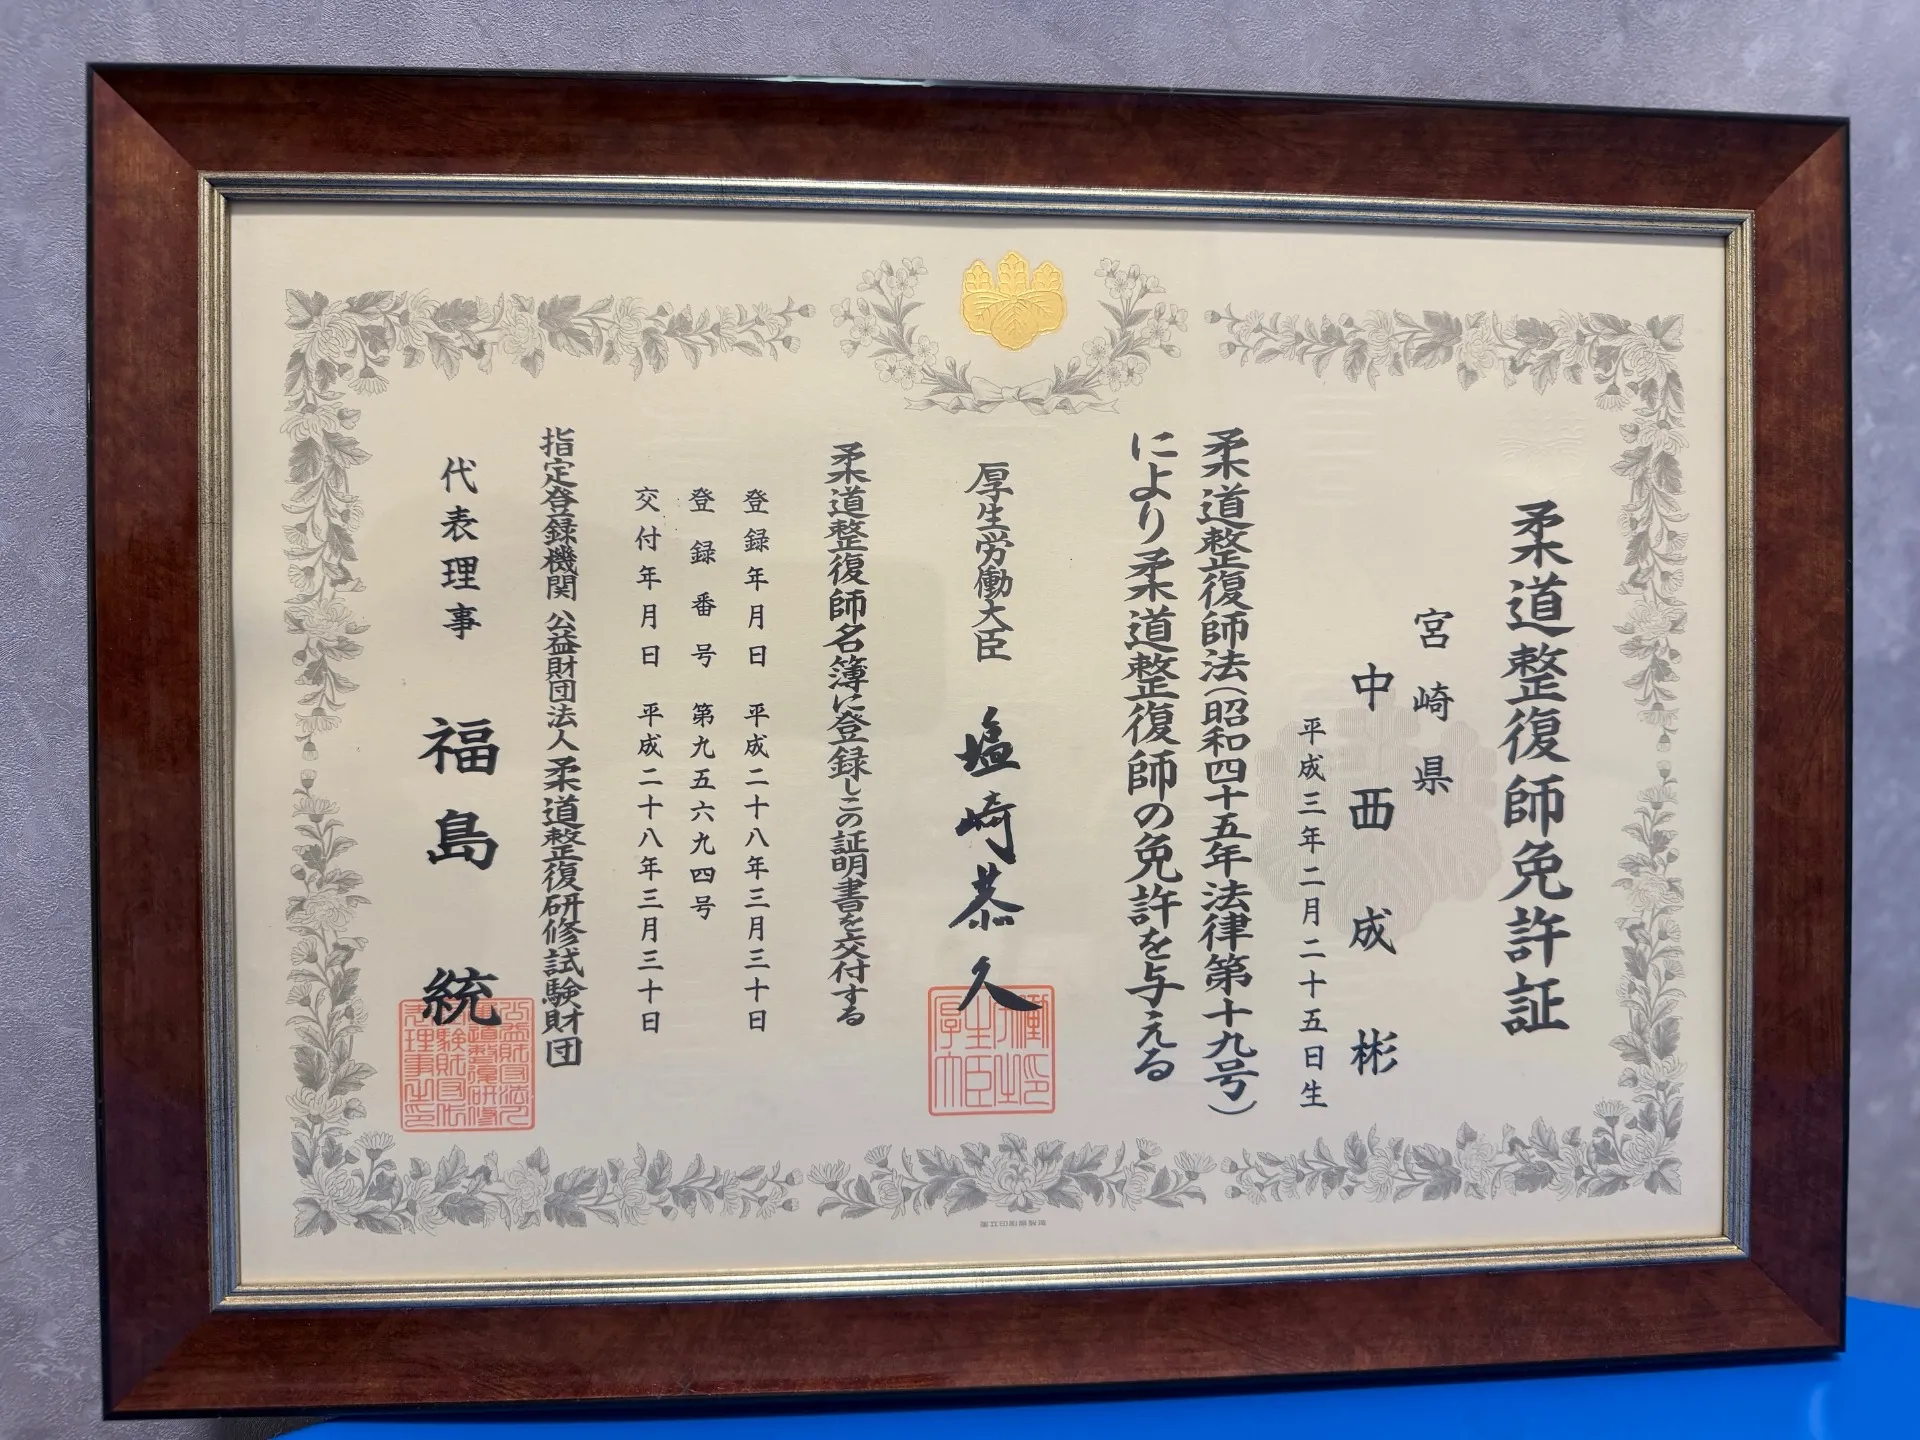 柔道整復師免許証
宮崎県
中西成彬
平成三年二月二十五日生
柔道整復師法(昭和四十五年法律第十九号)
により柔道整復師の免許を与える
厚生労働大臣 塩崎恭久
柔道整復師名簿に登録しこの証明書を交付する
登録年月日 平成二十八年三月三十日
登録番号 第九五六九四号
交付年月日 平成二十八年三月三十日
指定登録機関 公益財団法人 柔道整復研修試験財団
代表理事 福島統